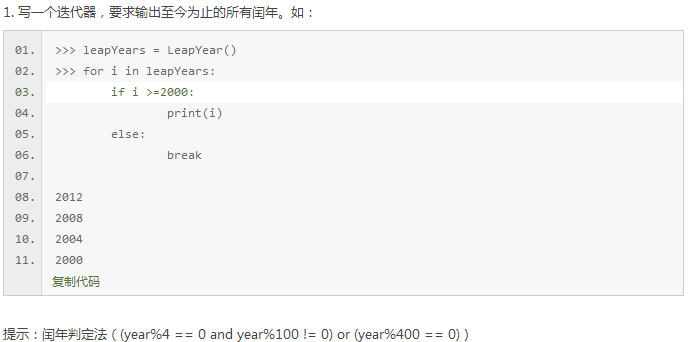 1. 写一个迭代器，要求输出至今为止的所有闰年。如：
01. >>> leapYears = LeapYear()
02. >>> for i in leapYears:
03.         if i >=2000:
04.                 print(i)
05.         else:
06.                 break
07.
08. 2012
09. 2008
10. 2004
11. 2000
复制代码
提示：闰年判定法 ( (year%4 == 0 and year%100 != 0) or (year%400 == 0) )